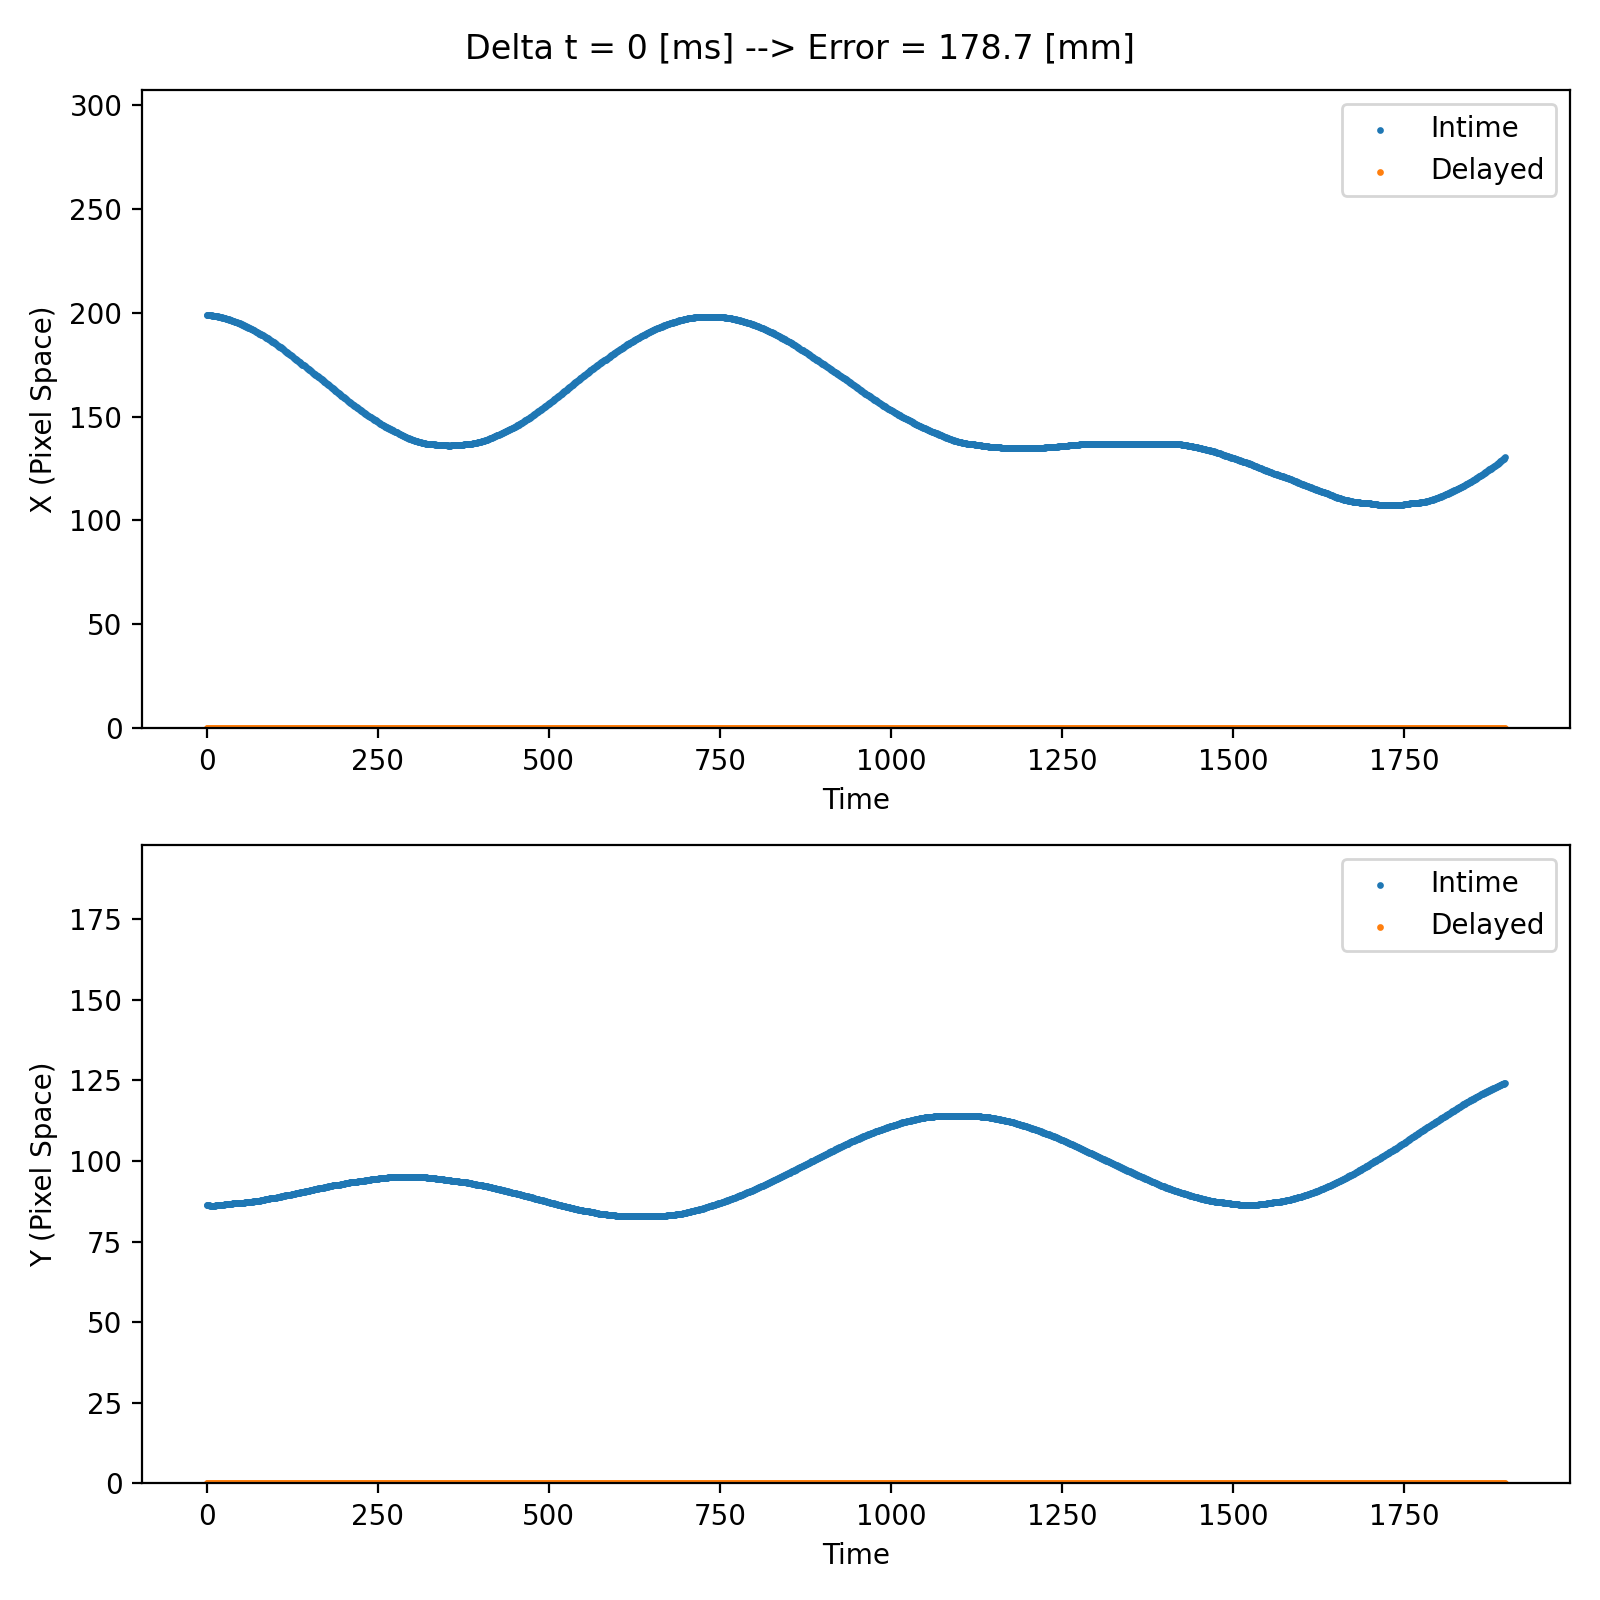 Delta t = 0 [ms] --> Error = 178.7 [mm]
300
250
200
150
100
50
0
X (Pixel Space)
Intime
Delayed
0 250 500 750 1000 1250 1500 1750
Time
175
150
125
100
75
50
25
0
Y (Pixel Space)
Intime
Delayed
0 250 500 750 1000 1250 1500 1750
Time